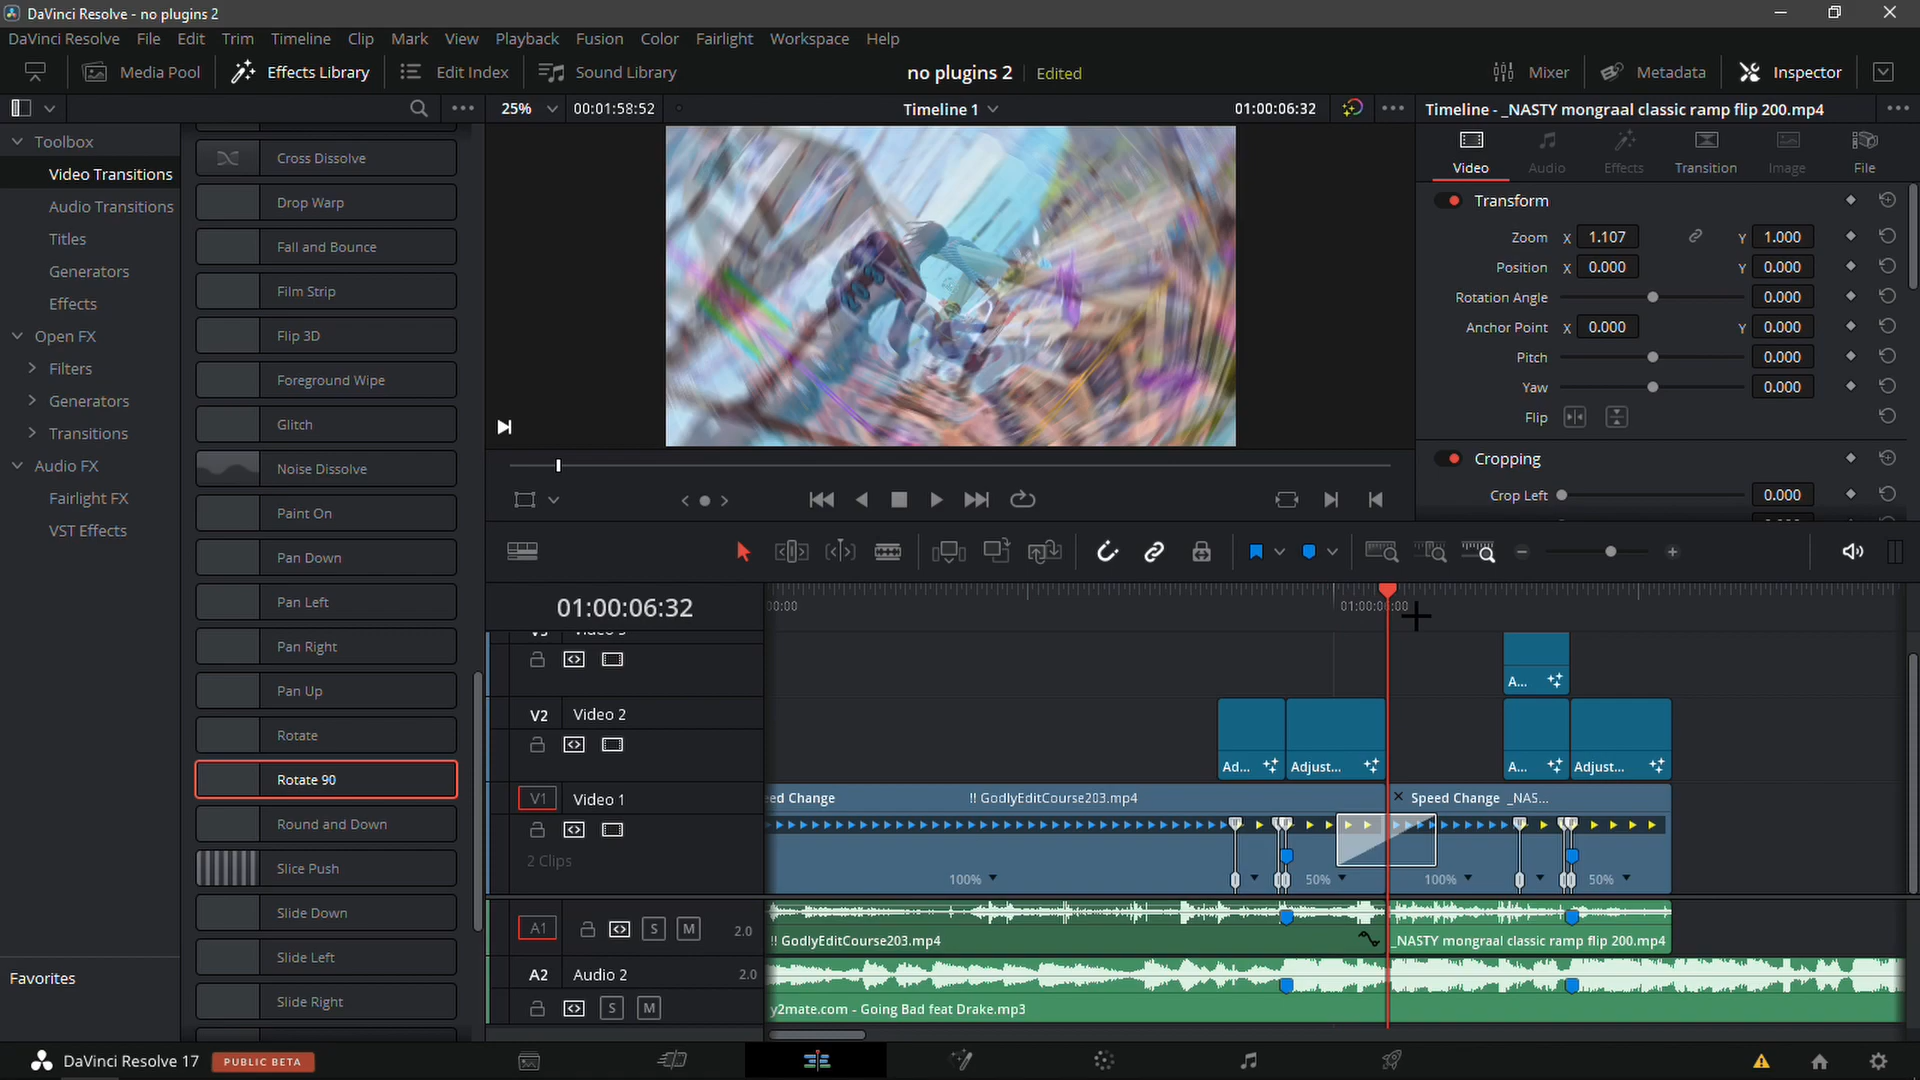 DaVinci Resolve - no plugins 2
DaVinci Resolve File Edit Trim Timeline Clip Mark View Playback Fusion Color Fairlight Workspace Help
Media Pool Effects Library Edit Index Sound Library no plugins 2 Edited Mixer Metadata Inspector
25% 00:01:58:52 Timeline 1 01:00:06:32 Timeline - _NASTY mongraal classic ramp flip 200.mp4
Toolbox
Video Transitions
Audio Transitions
Titles
Generators
Effects
Open FX
Filters
Generators
Transitions
Audio FX
Fairlight FX
VST Effects
Favorites
Cross Dissolve
Drop Warp
Fall and Bounce
Film Strip
Flip 3D
Foreground Wipe
Glitch
Noise Dissolve
Paint On
Pan Down
Pan Left
Pan Right
Pan Up
Rotate
Rotate 90
Round and Down
Slice Push
Slide Down
Slide Left
Slide Right
Video Audio Effects Transition Image File
Transform
Zoom X 1.107 Y 1.000
Position X 0.000 Y 0.000
Rotation Angle 0.000
Anchor Point X 0.000 Y 0.000
Pitch 0.000
Yaw 0.000
Flip
Cropping
Crop Left 0.000
01:00:06:32
V2 Video 2
Ad... Adjust... A... A... Adjust...
V1 Video 1
2 Clips
ed Change !! GodlyEditCourse203.mp4 Speed Change _NAS...
100% 50% 100% 50%
A1 S M 2.0
!! GodlyEditCourse203.mp4 _NASTY mongraal classic ramp flip 200.mp4
A2 Audio 2 2.0
S M
y2mate.com - Going Bad feat Drake.mp3
DaVinci Resolve 17 PUBLIC BETA